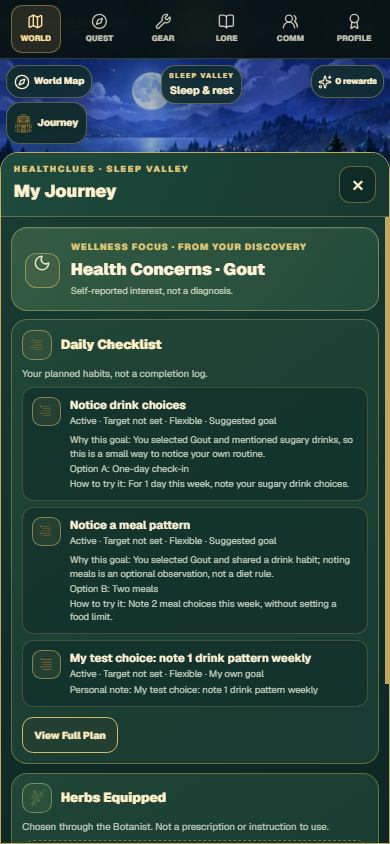 WORLD
QUEST
GEAR
LORE
COMM
PROFILE
World Map
SLEEP VALLEY
Sleep & rest
0 rewards
Journey
HEALTHCLUES · SLEEP VALLEY
My Journey
WELLNESS FOCUS · FROM YOUR DISCOVERY
Health Concerns · Gout
Self-reported interest, not a diagnosis.
Daily Checklist
Your planned habits, not a completion log.
Notice drink choices
Active · Target not set · Flexible · Suggested goal
Why this goal: You selected Gout and mentioned sugary drinks, so
this is a small way to notice your own routine.
Option A: One-day check-in
How to try it: For 1 day this week, note your sugary drink choices.
Notice a meal pattern
Active · Target not set · Flexible · Suggested goal
Why this goal: You selected Gout and shared a drink habit; noting
meals is an optional observation, not a diet rule.
Option B: Two meals
How to try it: Note 2 meal choices this week, without setting a
food limit.
My test choice: note 1 drink pattern weekly
Active · Target not set · Flexible · My own goal
Personal note: My test choice: note 1 drink pattern weekly
View Full Plan
Herbs Equipped
Chosen through the Botanist. Not a prescription or instruction to use.